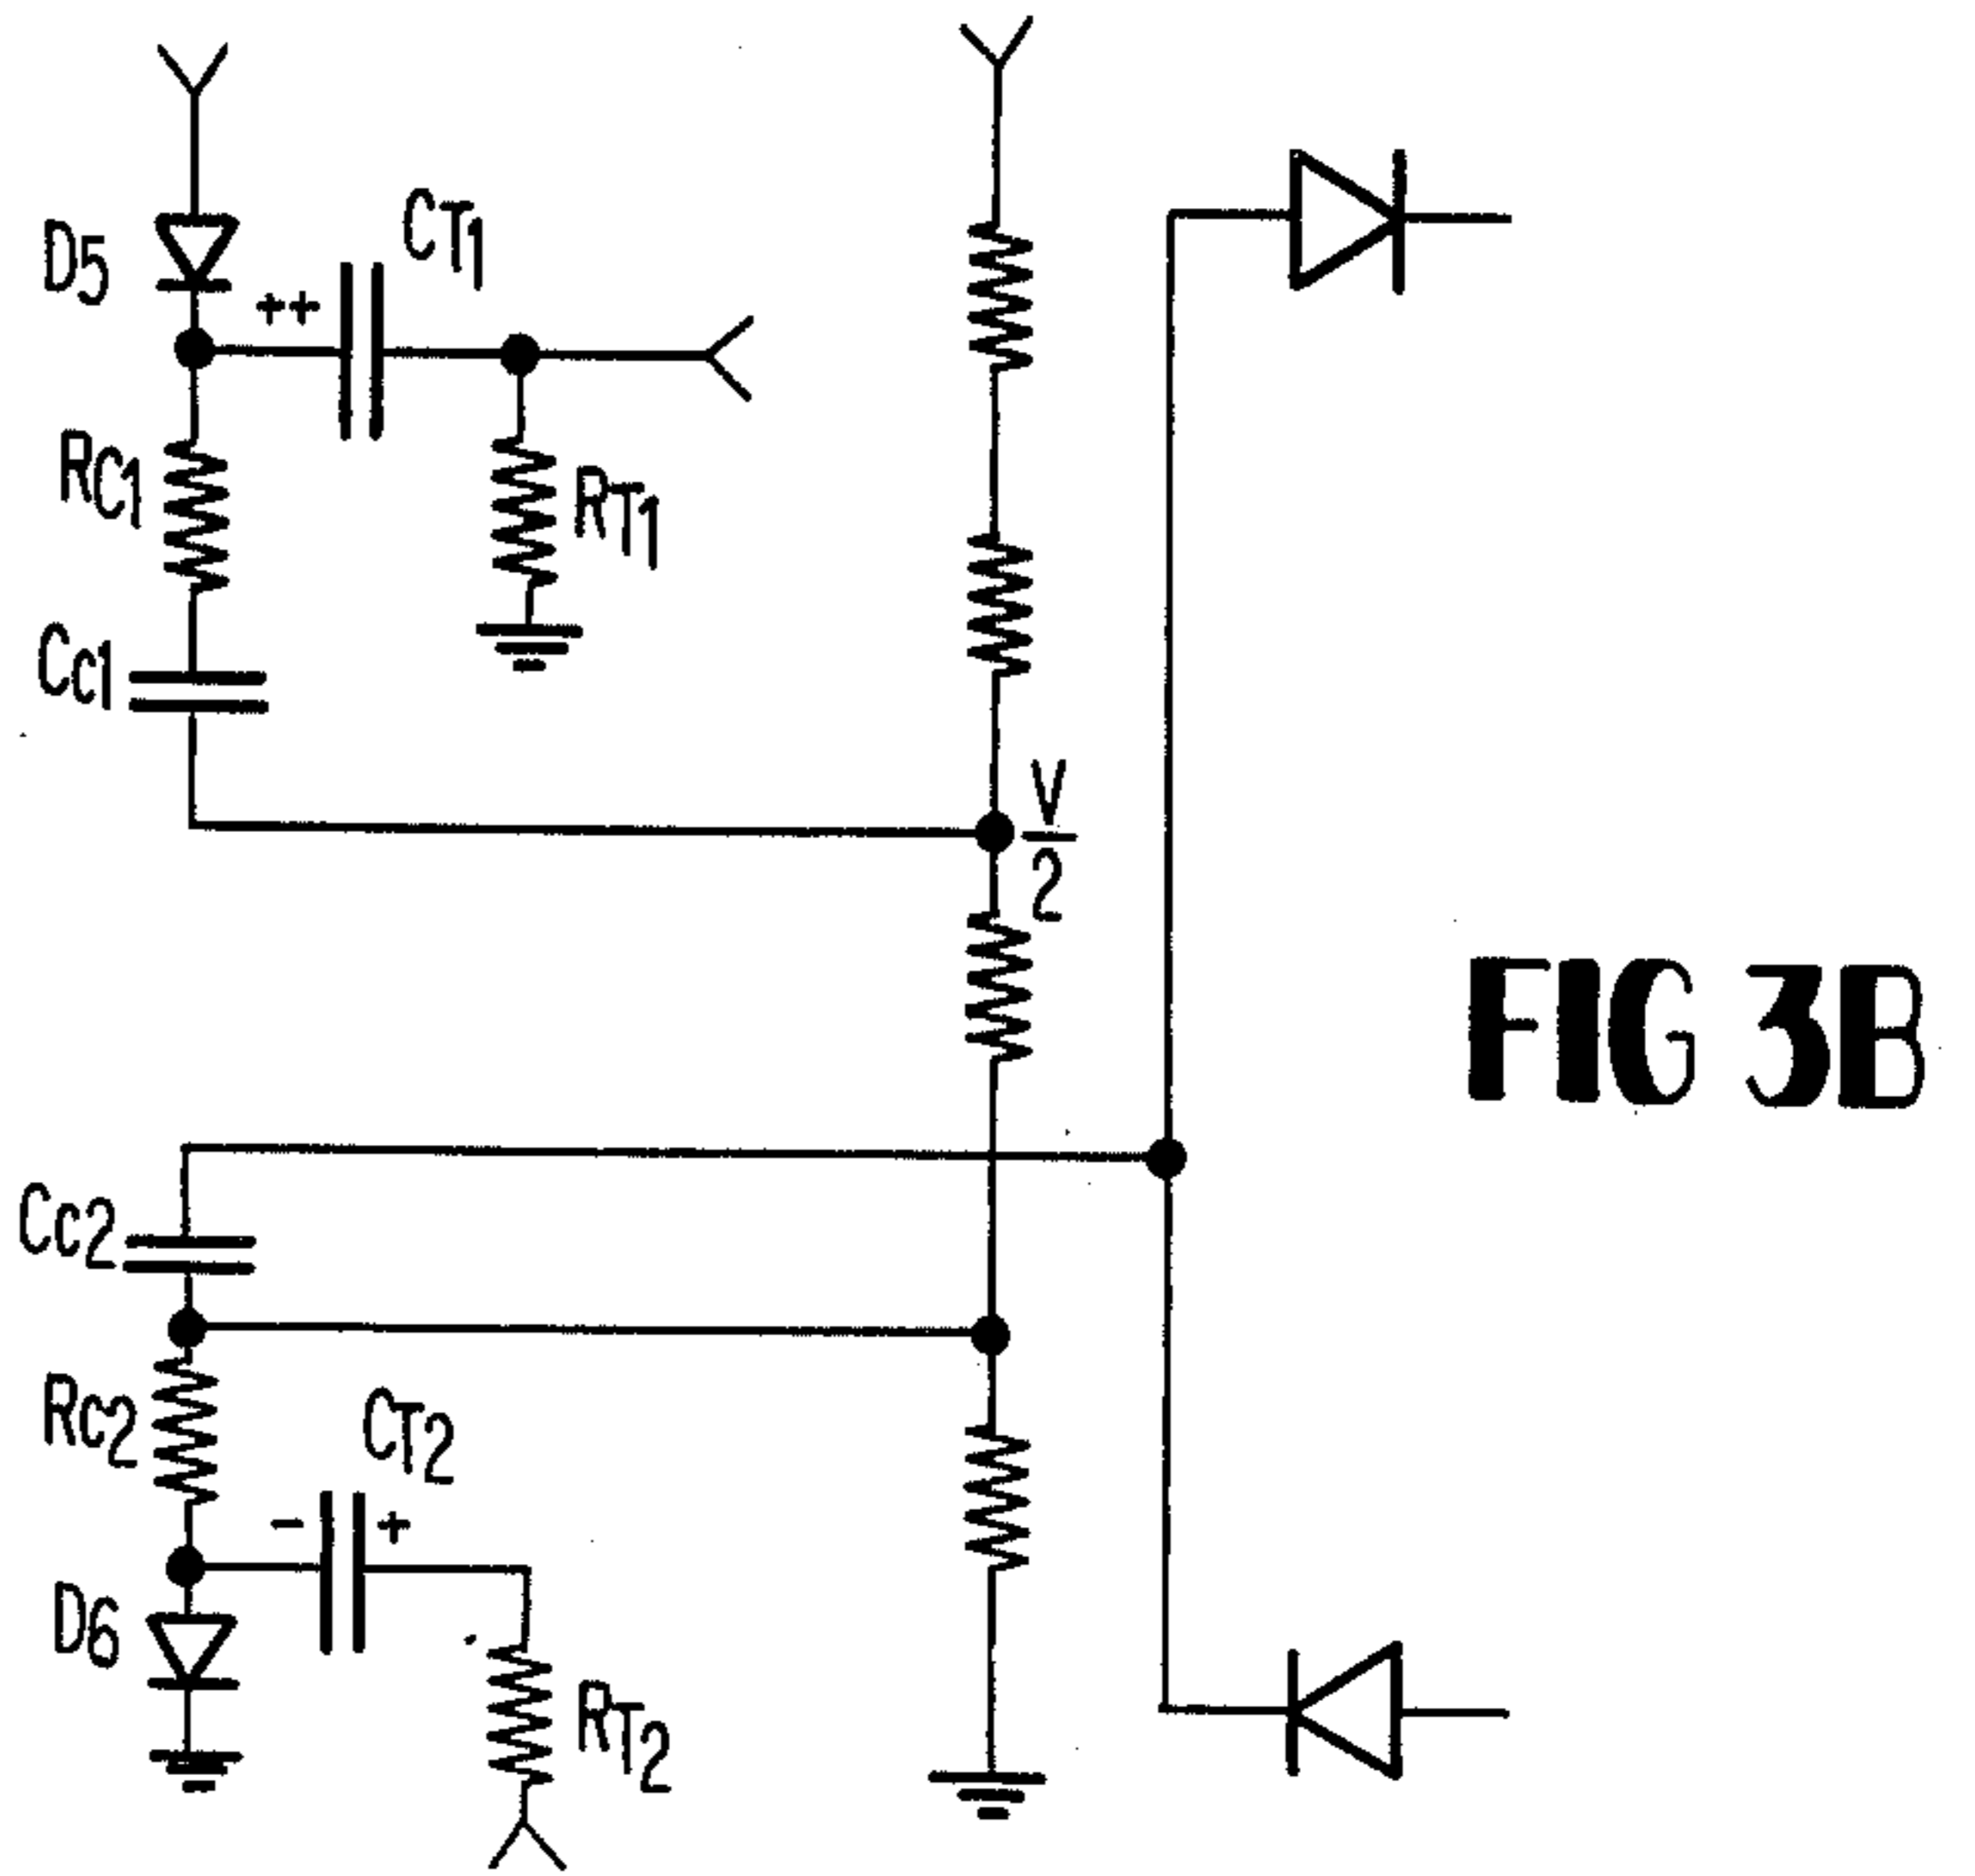 D5
++
CT1
RC1
RT1
Cc1
V
2
FIG 3B
Cc2
Rc2
CT2
- +
D6
RT2